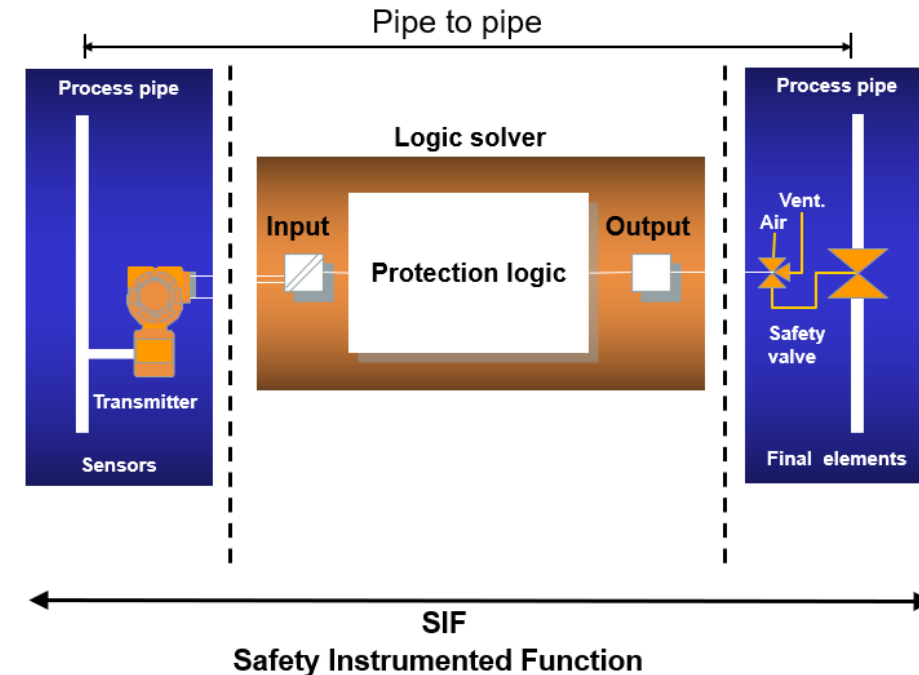 Pipe to pipe
Process pipe
Transmitter
Sensors
Logic solver
Input
Protection logic
Output
Process pipe
Vent.
Air
Safety
valve
Final elements
SIF
Safety Instrumented Function